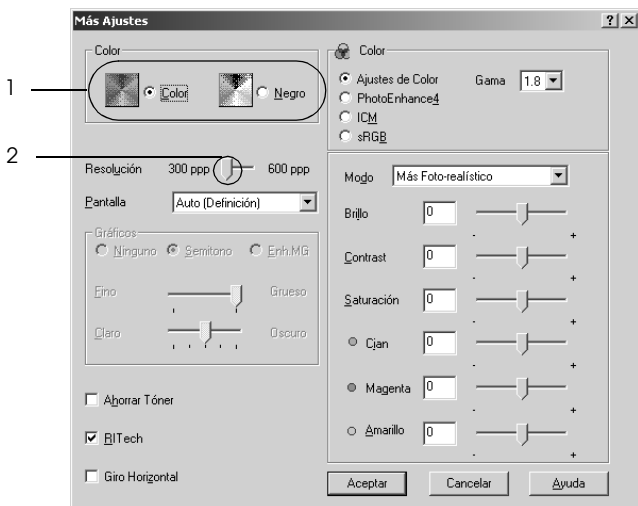 Más Ajustes
1
Color
Color
Negro
2
Resolución 300 ppp 600 ppp
Pantalla Auto (Definición)
Gráficos
Ninguno Semitono Enh.MG
Fino Grueso
Claro Oscuro
Ahorrar Tóner
RITech
Giro Horizontal
Color
Ajustes de Color Gama 1.8
PhotoEnhance4
ICM
sRGB
Modo Más Foto-realístico
Brillo 0 - +
Contrast 0 - +
Saturación 0 - +
Cian 0 - +
Magenta 0 - +
Amarillo 0 - +
Aceptar Cancelar Ayuda